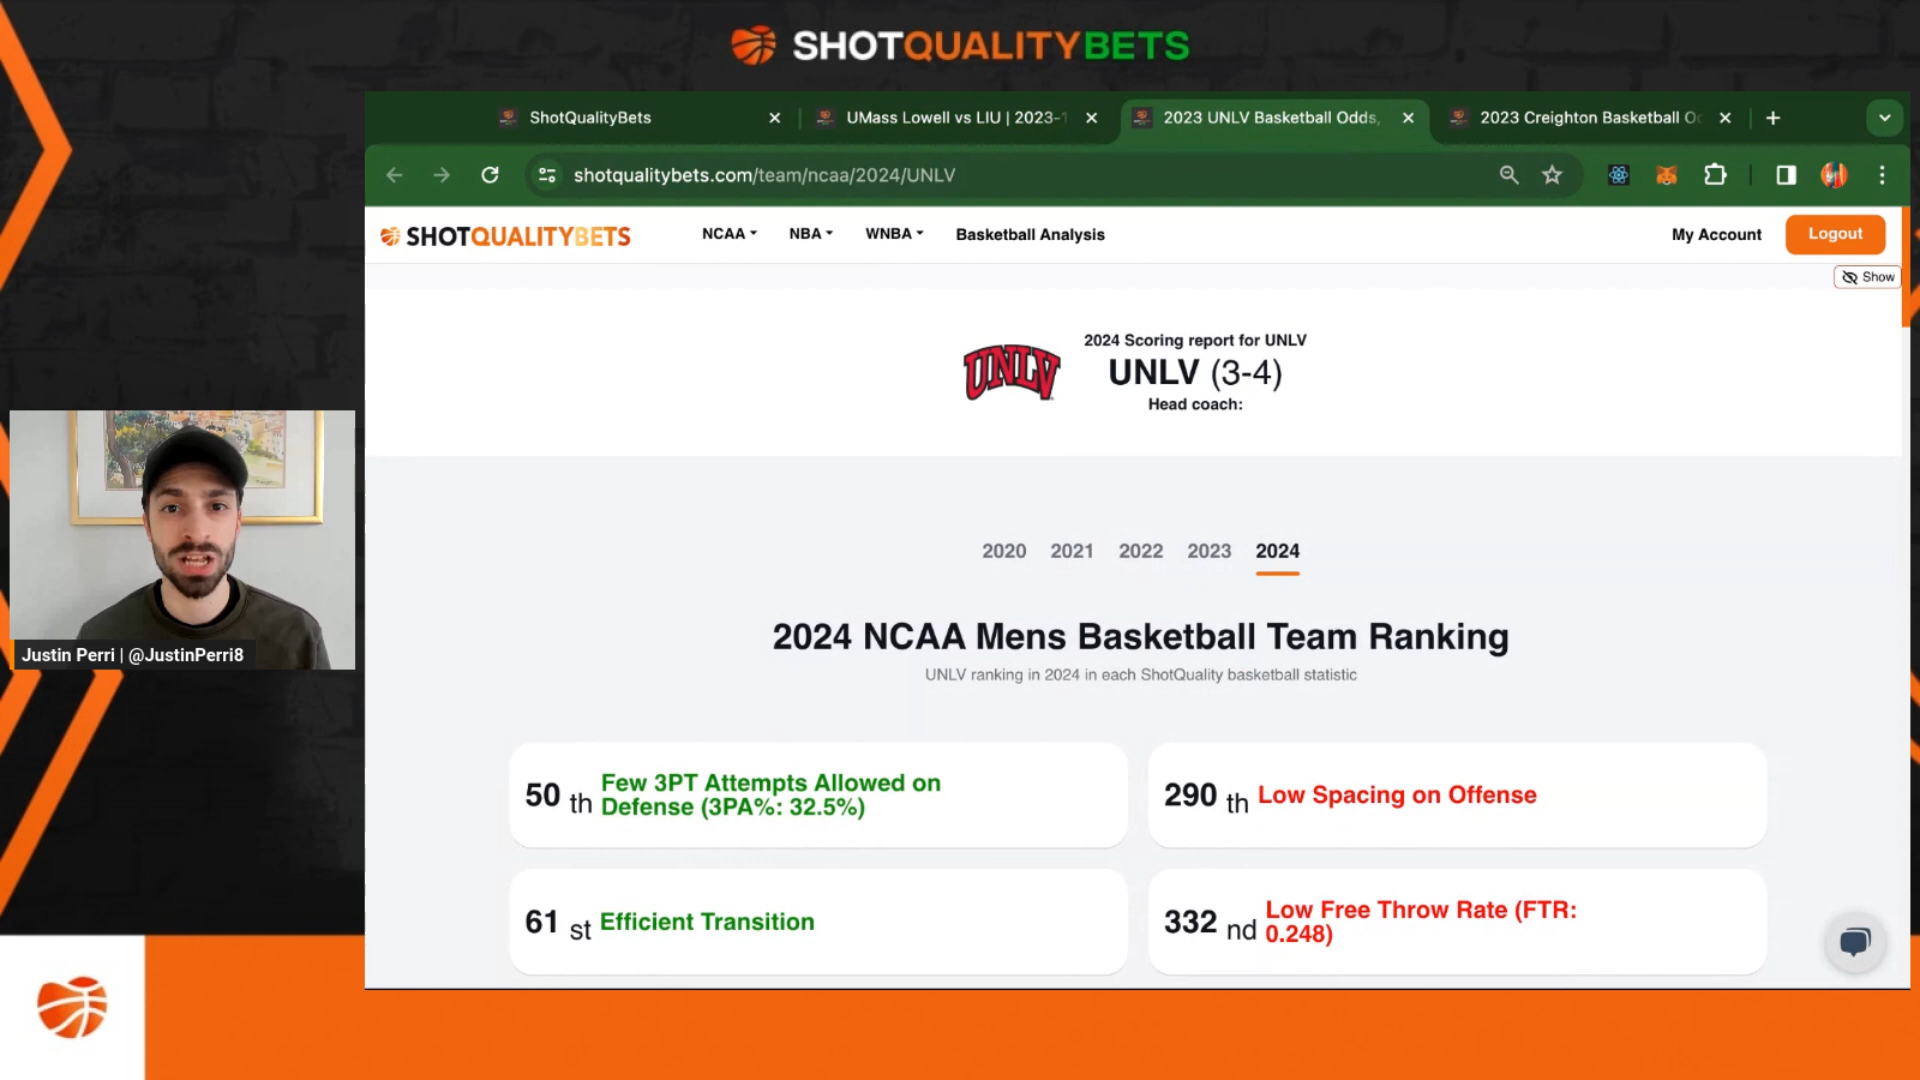 SHOTQUALITYBETS
ShotQualityBets
UMass Lowell vs LIU | 2023-1
2023 UNLV Basketball Odds,
2023 Creighton Basketball O
shotqualitybets.com/team/ncaa/2024/UNLV
SHOTQUALITYBETS
NCAA
NBA
WNBA
Basketball Analysis
My Account
Logout
Show
UNLV
2024 Scoring report for UNLV
UNLV (3-4)
Head coach:
2020 2021 2022 2023 2024
2024 NCAA Mens Basketball Team Ranking
UNLV ranking in 2024 in each ShotQuality basketball statistic
50 th Few 3PT Attempts Allowed on
Defense (3PA%: 32.5%)
290 th Low Spacing on Offense
61 st Efficient Transition
332 nd Low Free Throw Rate (FTR:
0.248)
Justin Perri | @JustinPerri8